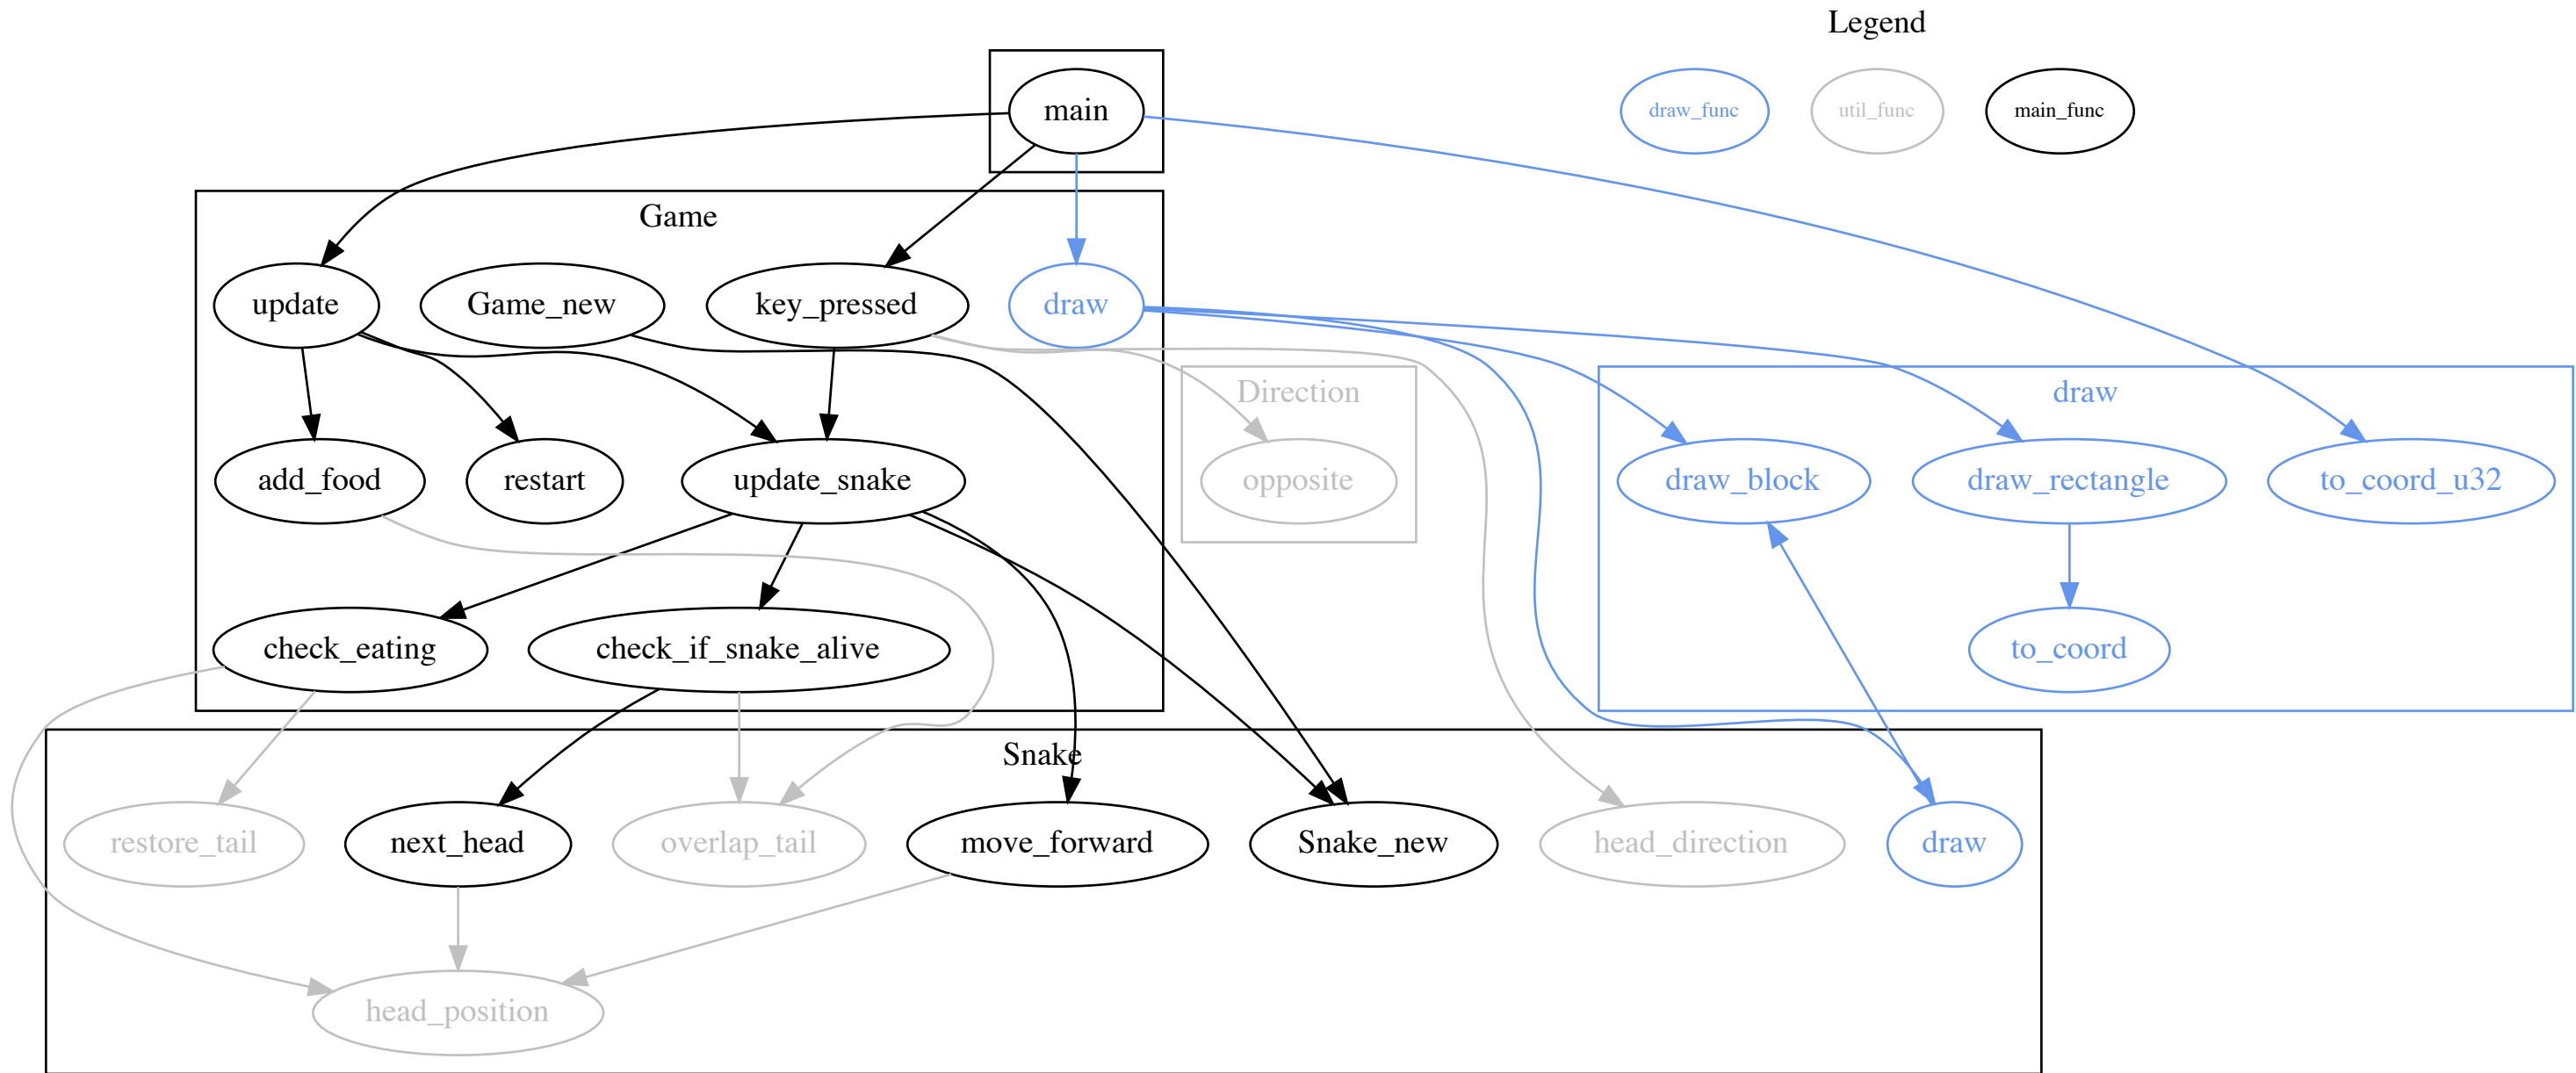 Legend
main
draw_func
util_func
main_func
Game
update
Game_new
key_pressed
draw
Direction
draw
add_food
restart
update_snake
opposite
draw_block
draw_rectangle
to_coord_u32
check_eating
check_if_snake_alive
to_coord
Snake
restore_tail
next_head
overlap_tail
move_forward
Snake_new
head_direction
draw
head_position